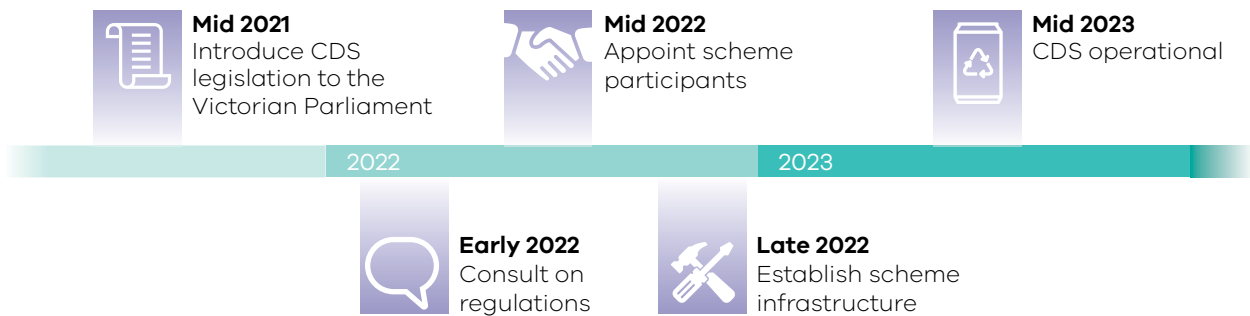 Mid 2021
Introduce CDS
legislation to the
Victorian Parliament
Mid 2022
Appoint scheme
participants
Mid 2023
CDS operational
2022
2023
Early 2022
Consult on
regulations
Late 2022
Establish scheme
infrastructure